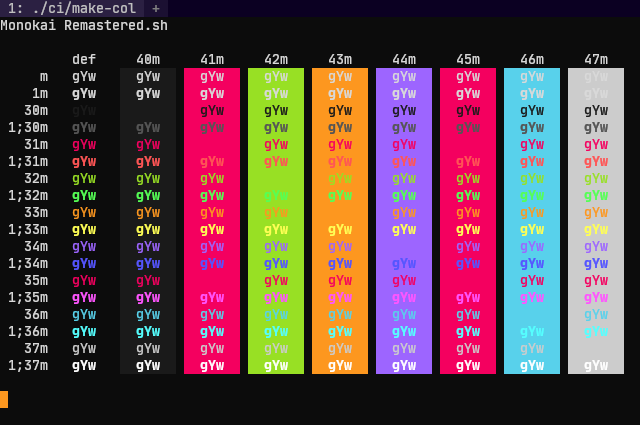 1: ./ci/make-col +
Monokai Remastered.sh
def 40m 41m 42m 43m 44m 45m 46m 47m
m gYw gYw gYw gYw gYw gYw gYw gYw gYw
1m gYw gYw gYw gYw gYw gYw gYw gYw gYw
30m gYw gYw gYw gYw gYw gYw gYw gYw
1;30m gYw gYw gYw gYw gYw gYw gYw gYw gYw
31m gYw gYw gYw gYw gYw gYw gYw
1;31m gYw gYw gYw gYw gYw gYw gYw gYw gYw
32m gYw gYw gYw gYw gYw gYw gYw gYw
1;32m gYw gYw gYw gYw gYw gYw gYw gYw gYw
33m gYw gYw gYw gYw gYw gYw gYw gYw
1;33m gYw gYw gYw gYw gYw gYw gYw gYw gYw
34m gYw gYw gYw gYw gYw gYw gYw gYw
1;34m gYw gYw gYw gYw gYw gYw gYw gYw gYw
35m gYw gYw gYw gYw gYw gYw gYw
1;35m gYw gYw gYw gYw gYw gYw gYw gYw gYw
36m gYw gYw gYw gYw gYw gYw gYw gYw
1;36m gYw gYw gYw gYw gYw gYw gYw gYw gYw
37m gYw gYw gYw gYw gYw gYw gYw gYw
1;37m gYw gYw gYw gYw gYw gYw gYw gYw gYw